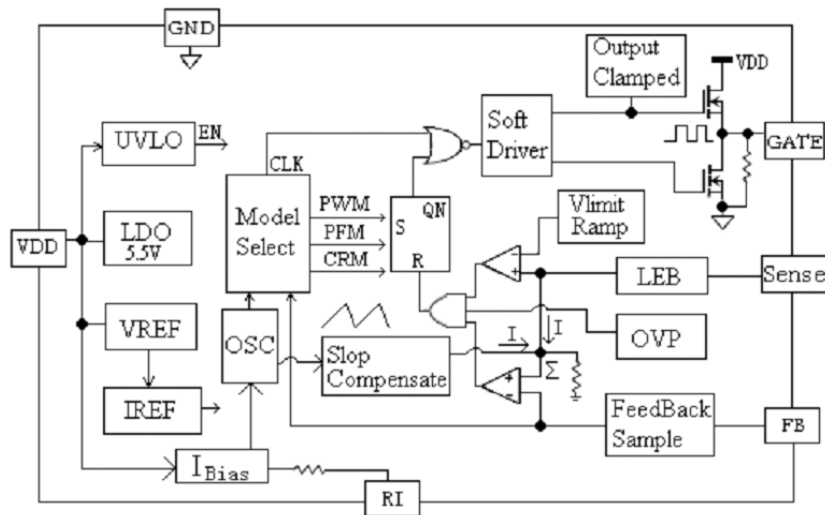 GND
Output
Clamped
VDD
UVLO
EN
Soft
Driver
GATE
CLK
Model
Select
PWM
PFM
CRM
S
QN
R
Vlimit
Ramp
VDD
LDO
5.5V
-
+
LEB
Sense
VREF
OSC
I
I
OVP
Slop
Compensate
Σ
+
-
IREF
FeedBack
Sample
FB
IBias
RI